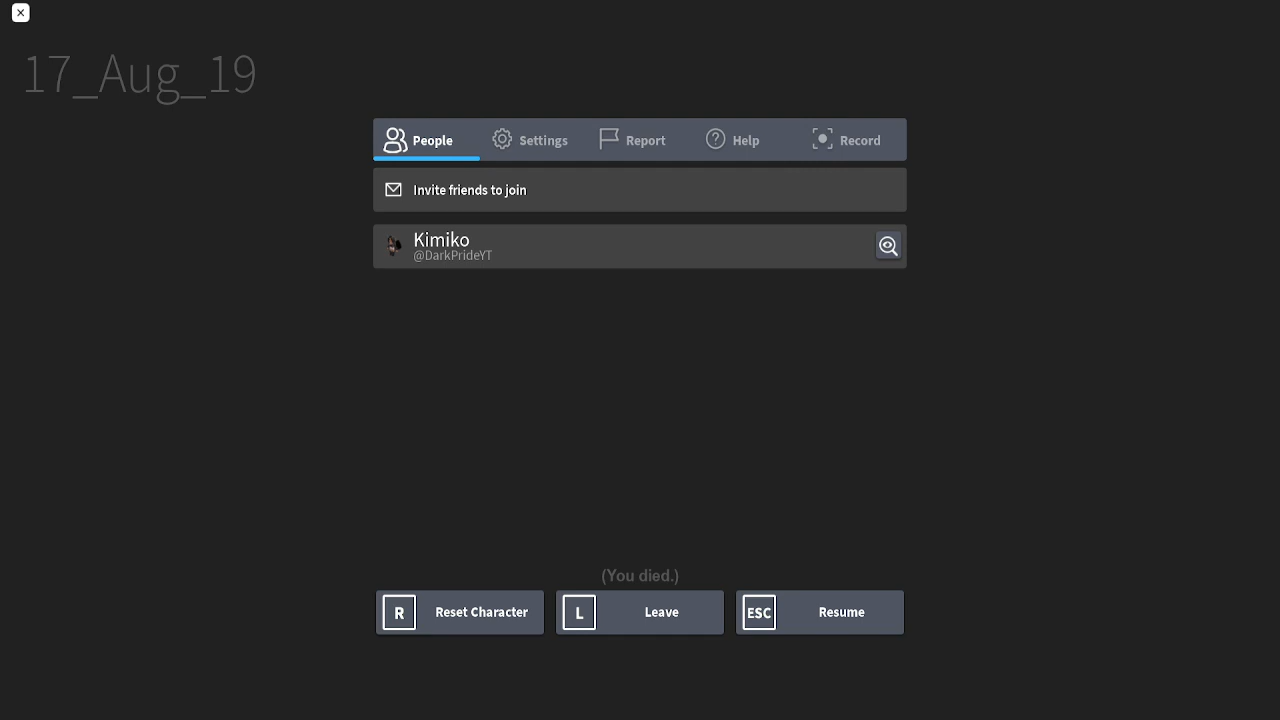 17_Aug_19
People
Settings
Report
Help
Record
Invite friends to join
Kimiko
@DarkPrideYT
(You died.)
R Reset Character
L Leave
ESC Resume